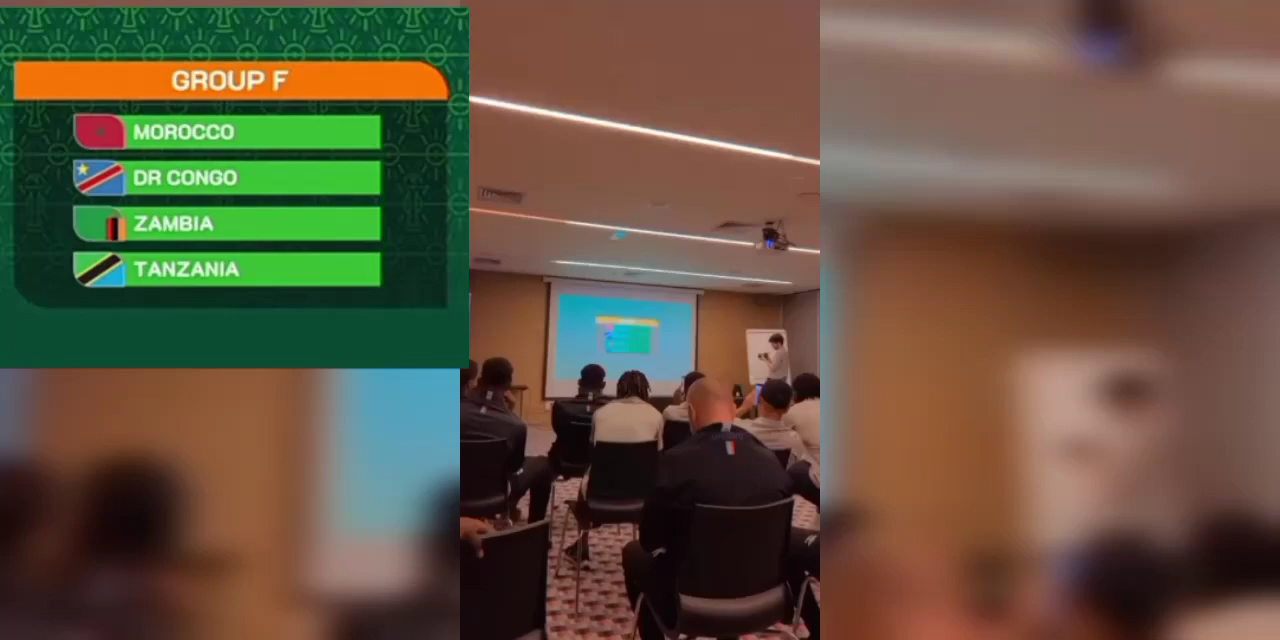 GROUP F
MOROCCO
DR CONGO
ZAMBIA
TANZANIA